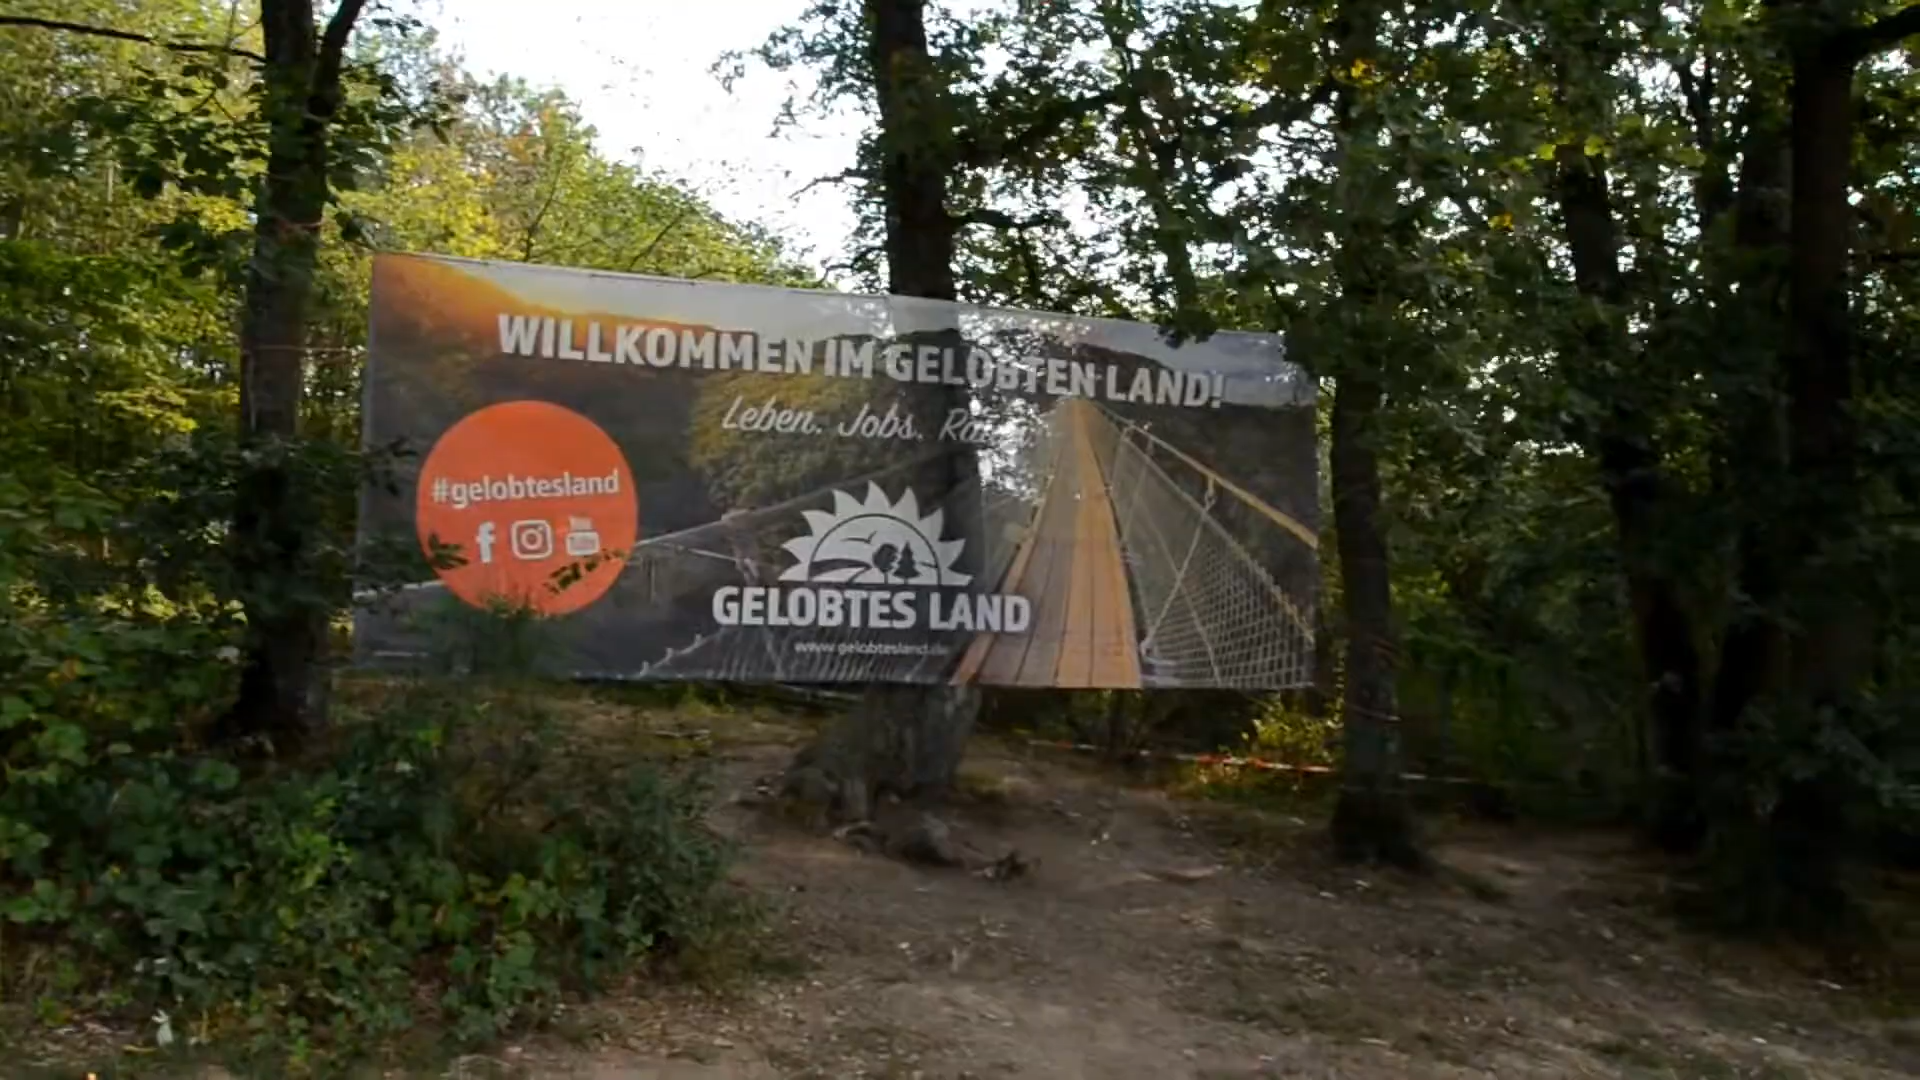 WILLKOMMEN IM GELOBTEN LAND!
Leben. Jobs.
#gelobtesland
GELOBTES LAND
www.gelobtesland.de